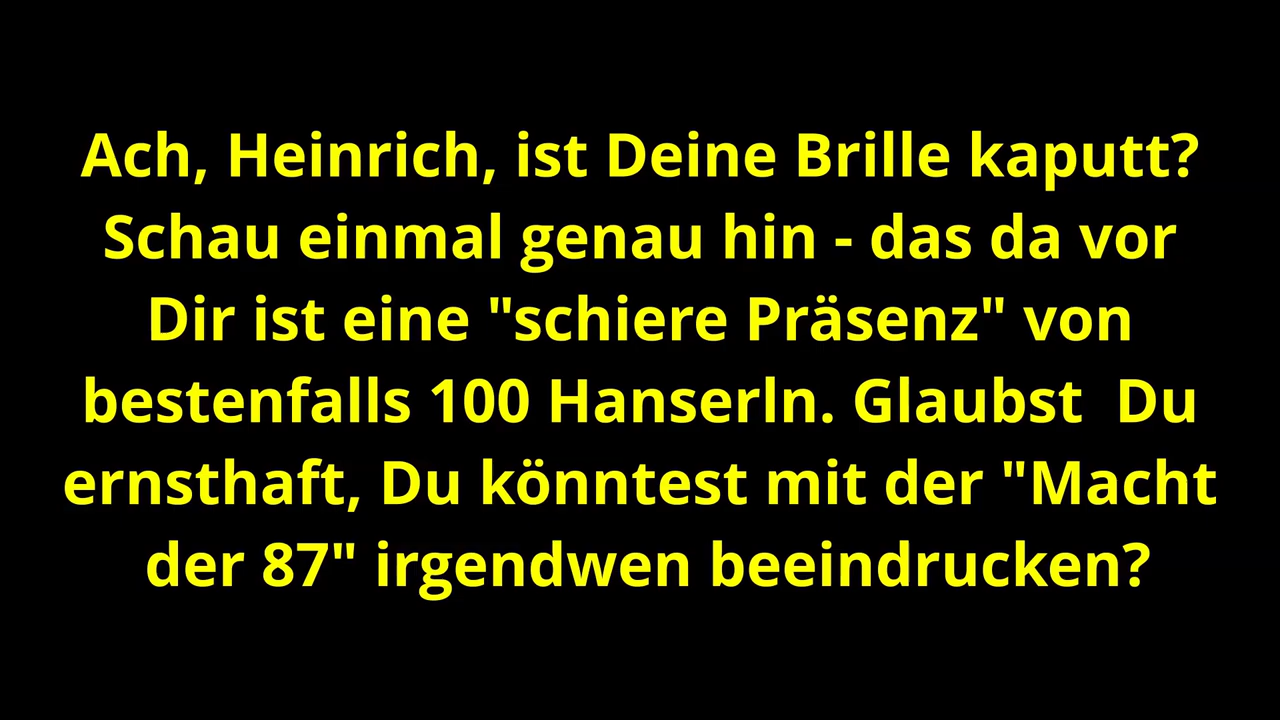 Ach, Heinrich, ist Deine Brille kaputt?
Schau einmal genau hin - das da vor
Dir ist eine "schiere Präsenz" von
bestenfalls 100 Hanserln. Glaubst  Du
ernsthaft, Du könntest mit der "Macht
der 87" irgendwen beeindrucken?